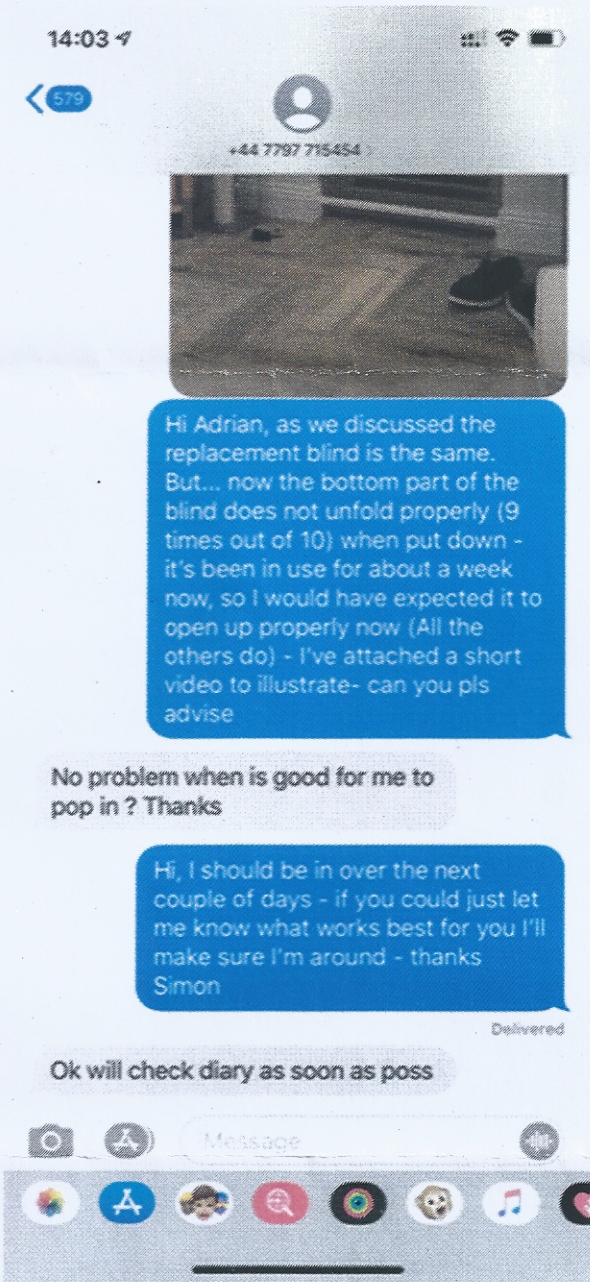 14:03
579
+44 7797 715454
Hi Adrian, as we discussed the
replacement blind is the same.
But... now the bottom part of the
blind does not unfold properly (9
times out of 10) when put down -
it's been in use for about a week
now, so I would have expected it to
open up properly now (All the
others do) - I've attached a short
video to illustrate- can you pls
advise
No problem when is good for me to
pop in ? Thanks
Hi, I should be in over the next
couple of days - if you could just let
me know what works best for you I'll
make sure I'm around - thanks
Simon
Delivered
Ok will check diary as soon as poss
Message